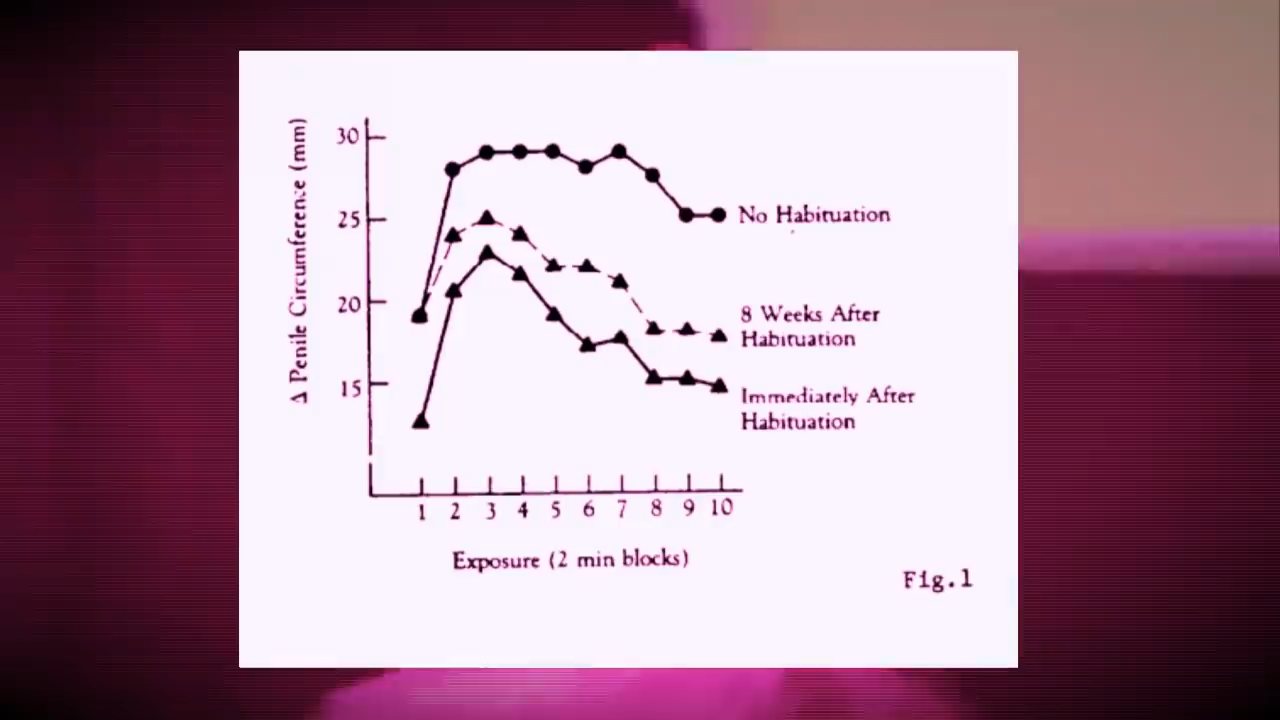 Δ Penile Circumference (mm)
30
25
20
15
No Habituation
8 Weeks After
Habituation
Immediately After
Habituation
1 2 3 4 5 6 7 8 9 10
Exposure (2 min blocks)
Fig.1